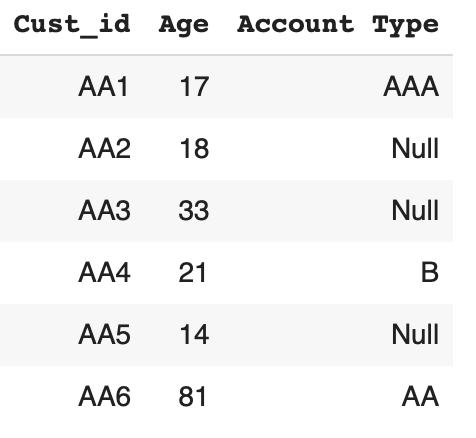 Cust_id Age Account Type
AA1 17 AAA
AA2 18 Null
AA3 33 Null
AA4 21 B
AA5 14 Null
AA6 81 AA